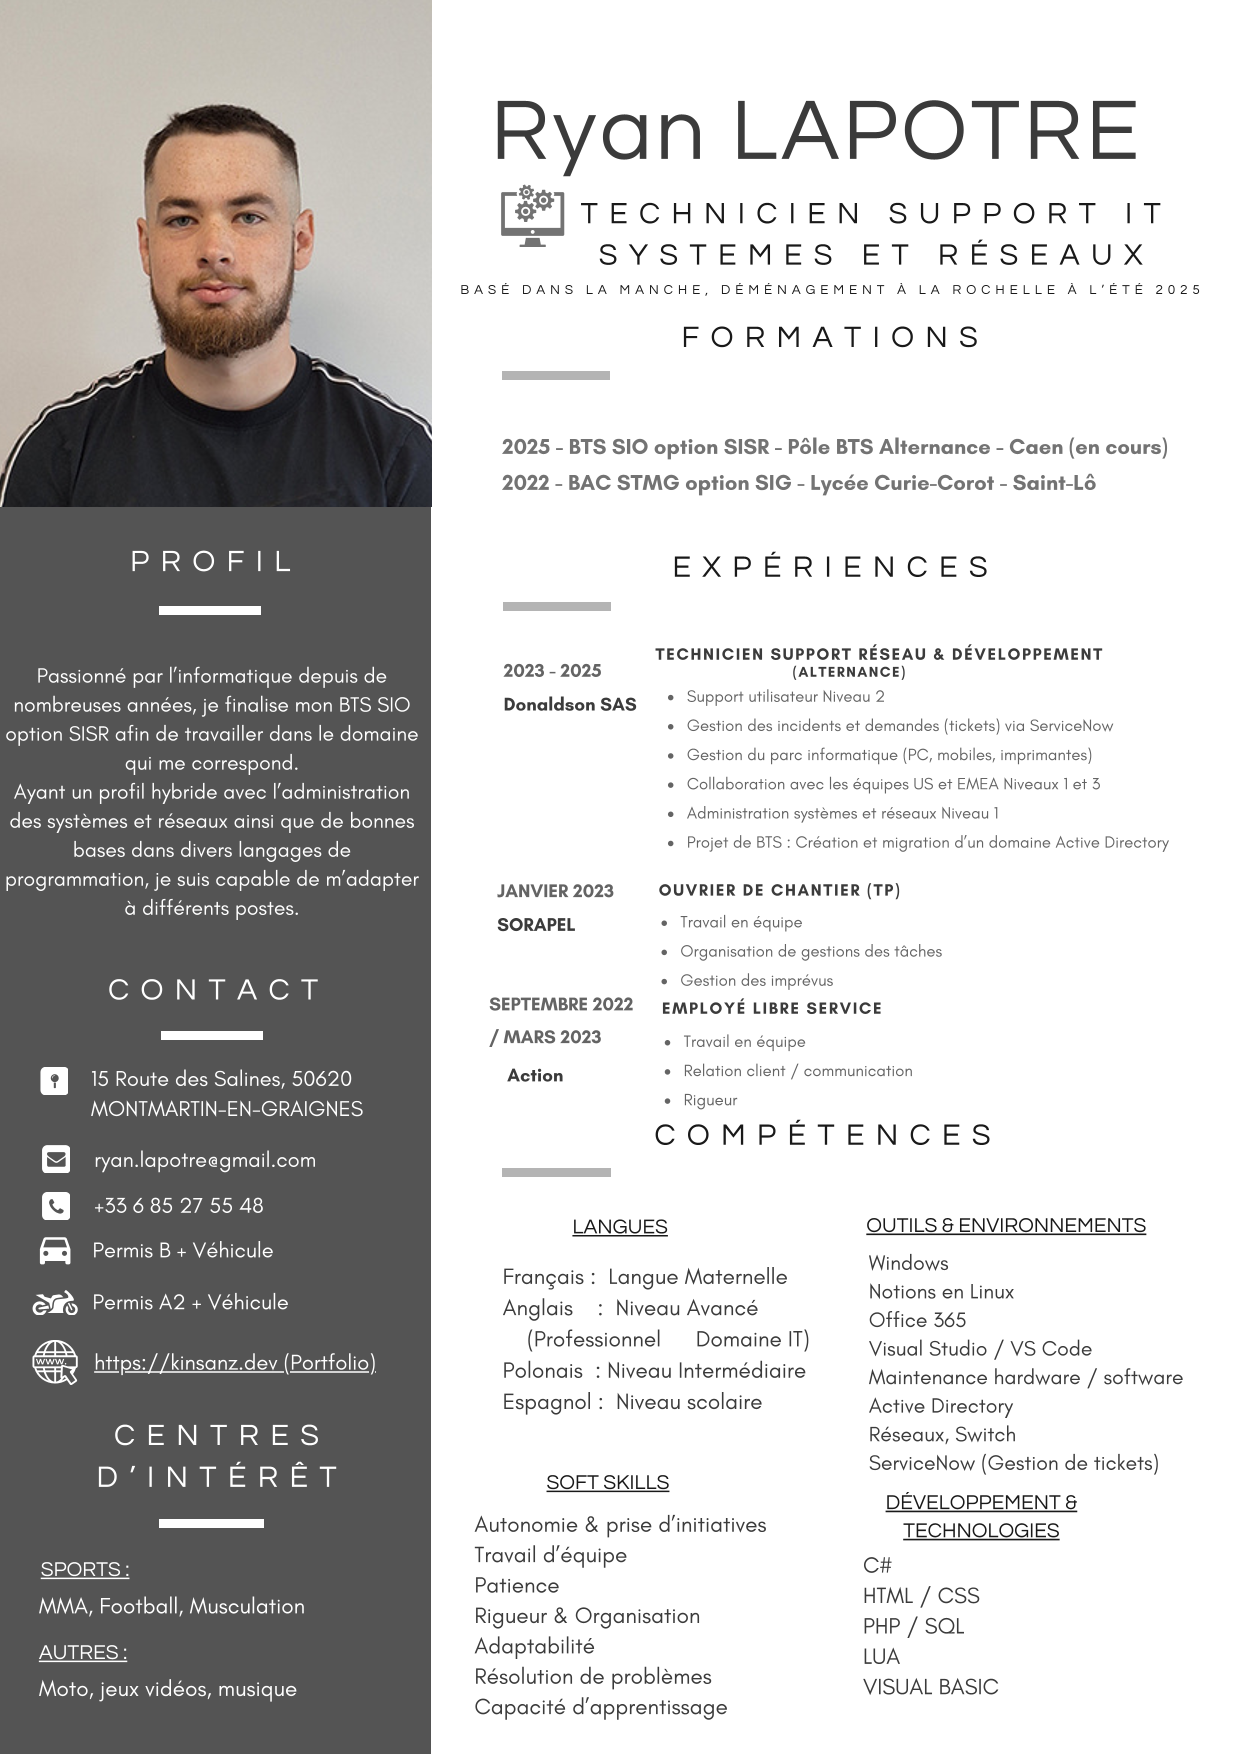 Ryan LAPOTRE
TECHNICIEN SUPPORT IT
SYSTEMES ET RÉSEAUX
BASÉ DANS LA MANCHE, DÉMÉNAGEMENT À LA ROCHELLE À L'ÉTÉ 2025
FORMATIONS
2025 - BTS SIO option SISR - Pôle BTS Alternance - Caen (en cours)
2022 - BAC STMG option SIG - Lycée Curie-Corot - Saint-Lô
PROFIL
Passionné par l'informatique depuis de
nombreuses années, je finalise mon BTS SIO
option SISR afin de travailler dans le domaine
qui me correspond.
Ayant un profil hybride avec l'administration
des systèmes et réseaux ainsi que de bonnes
bases dans divers langages de
programmation, je suis capable de m'adapter
à différents postes.
CONTACT
15 Route des Salines, 50620
MONTMARTIN-EN-GRAIGNES
ryan.lapotre@gmail.com
+33 6 85 27 55 48
Permis B + Véhicule
Permis A2 + Véhicule
www.
https://kinsanz.dev (Portfolio)
CENTRES
D'INTÉRÊT
SPORTS :
MMA, Football, Musculation
AUTRES :
Moto, jeux vidéos, musique
EXPÉRIENCES
2023 - 2025
Donaldson SAS
TECHNICIEN SUPPORT RÉSEAU & DÉVELOPPEMENT
(ALTERNANCE)
• Support utilisateur Niveau 2
• Gestion des incidents et demandes (tickets) via ServiceNow
• Gestion du parc informatique (PC, mobiles, imprimantes)
• Collaboration avec les équipes US et EMEA Niveaux 1 et 3
• Administration systèmes et réseaux Niveau 1
• Projet de BTS : Création et migration d'un domaine Active Directory
JANVIER 2023
SORAPEL
OUVRIER DE CHANTIER (TP)
• Travail en équipe
• Organisation de gestions des tâches
• Gestion des imprévus
SEPTEMBRE 2022
/ MARS 2023
Action
EMPLOYÉ LIBRE SERVICE
• Travail en équipe
• Relation client / communication
• Rigueur
COMPÉTENCES
LANGUES
Français : Langue Maternelle
Anglais : Niveau Avancé
(Professionnel Domaine IT)
Polonais : Niveau Intermédiaire
Espagnol : Niveau scolaire
SOFT SKILLS
Autonomie & prise d'initiatives
Travail d'équipe
Patience
Rigueur & Organisation
Adaptabilité
Résolution de problèmes
Capacité d'apprentissage
OUTILS & ENVIRONNEMENTS
Windows
Notions en Linux
Office 365
Visual Studio / VS Code
Maintenance hardware / software
Active Directory
Réseaux, Switch
ServiceNow (Gestion de tickets)
DÉVELOPPEMENT &
TECHNOLOGIES
C#
HTML / CSS
PHP / SQL
LUA
VISUAL BASIC